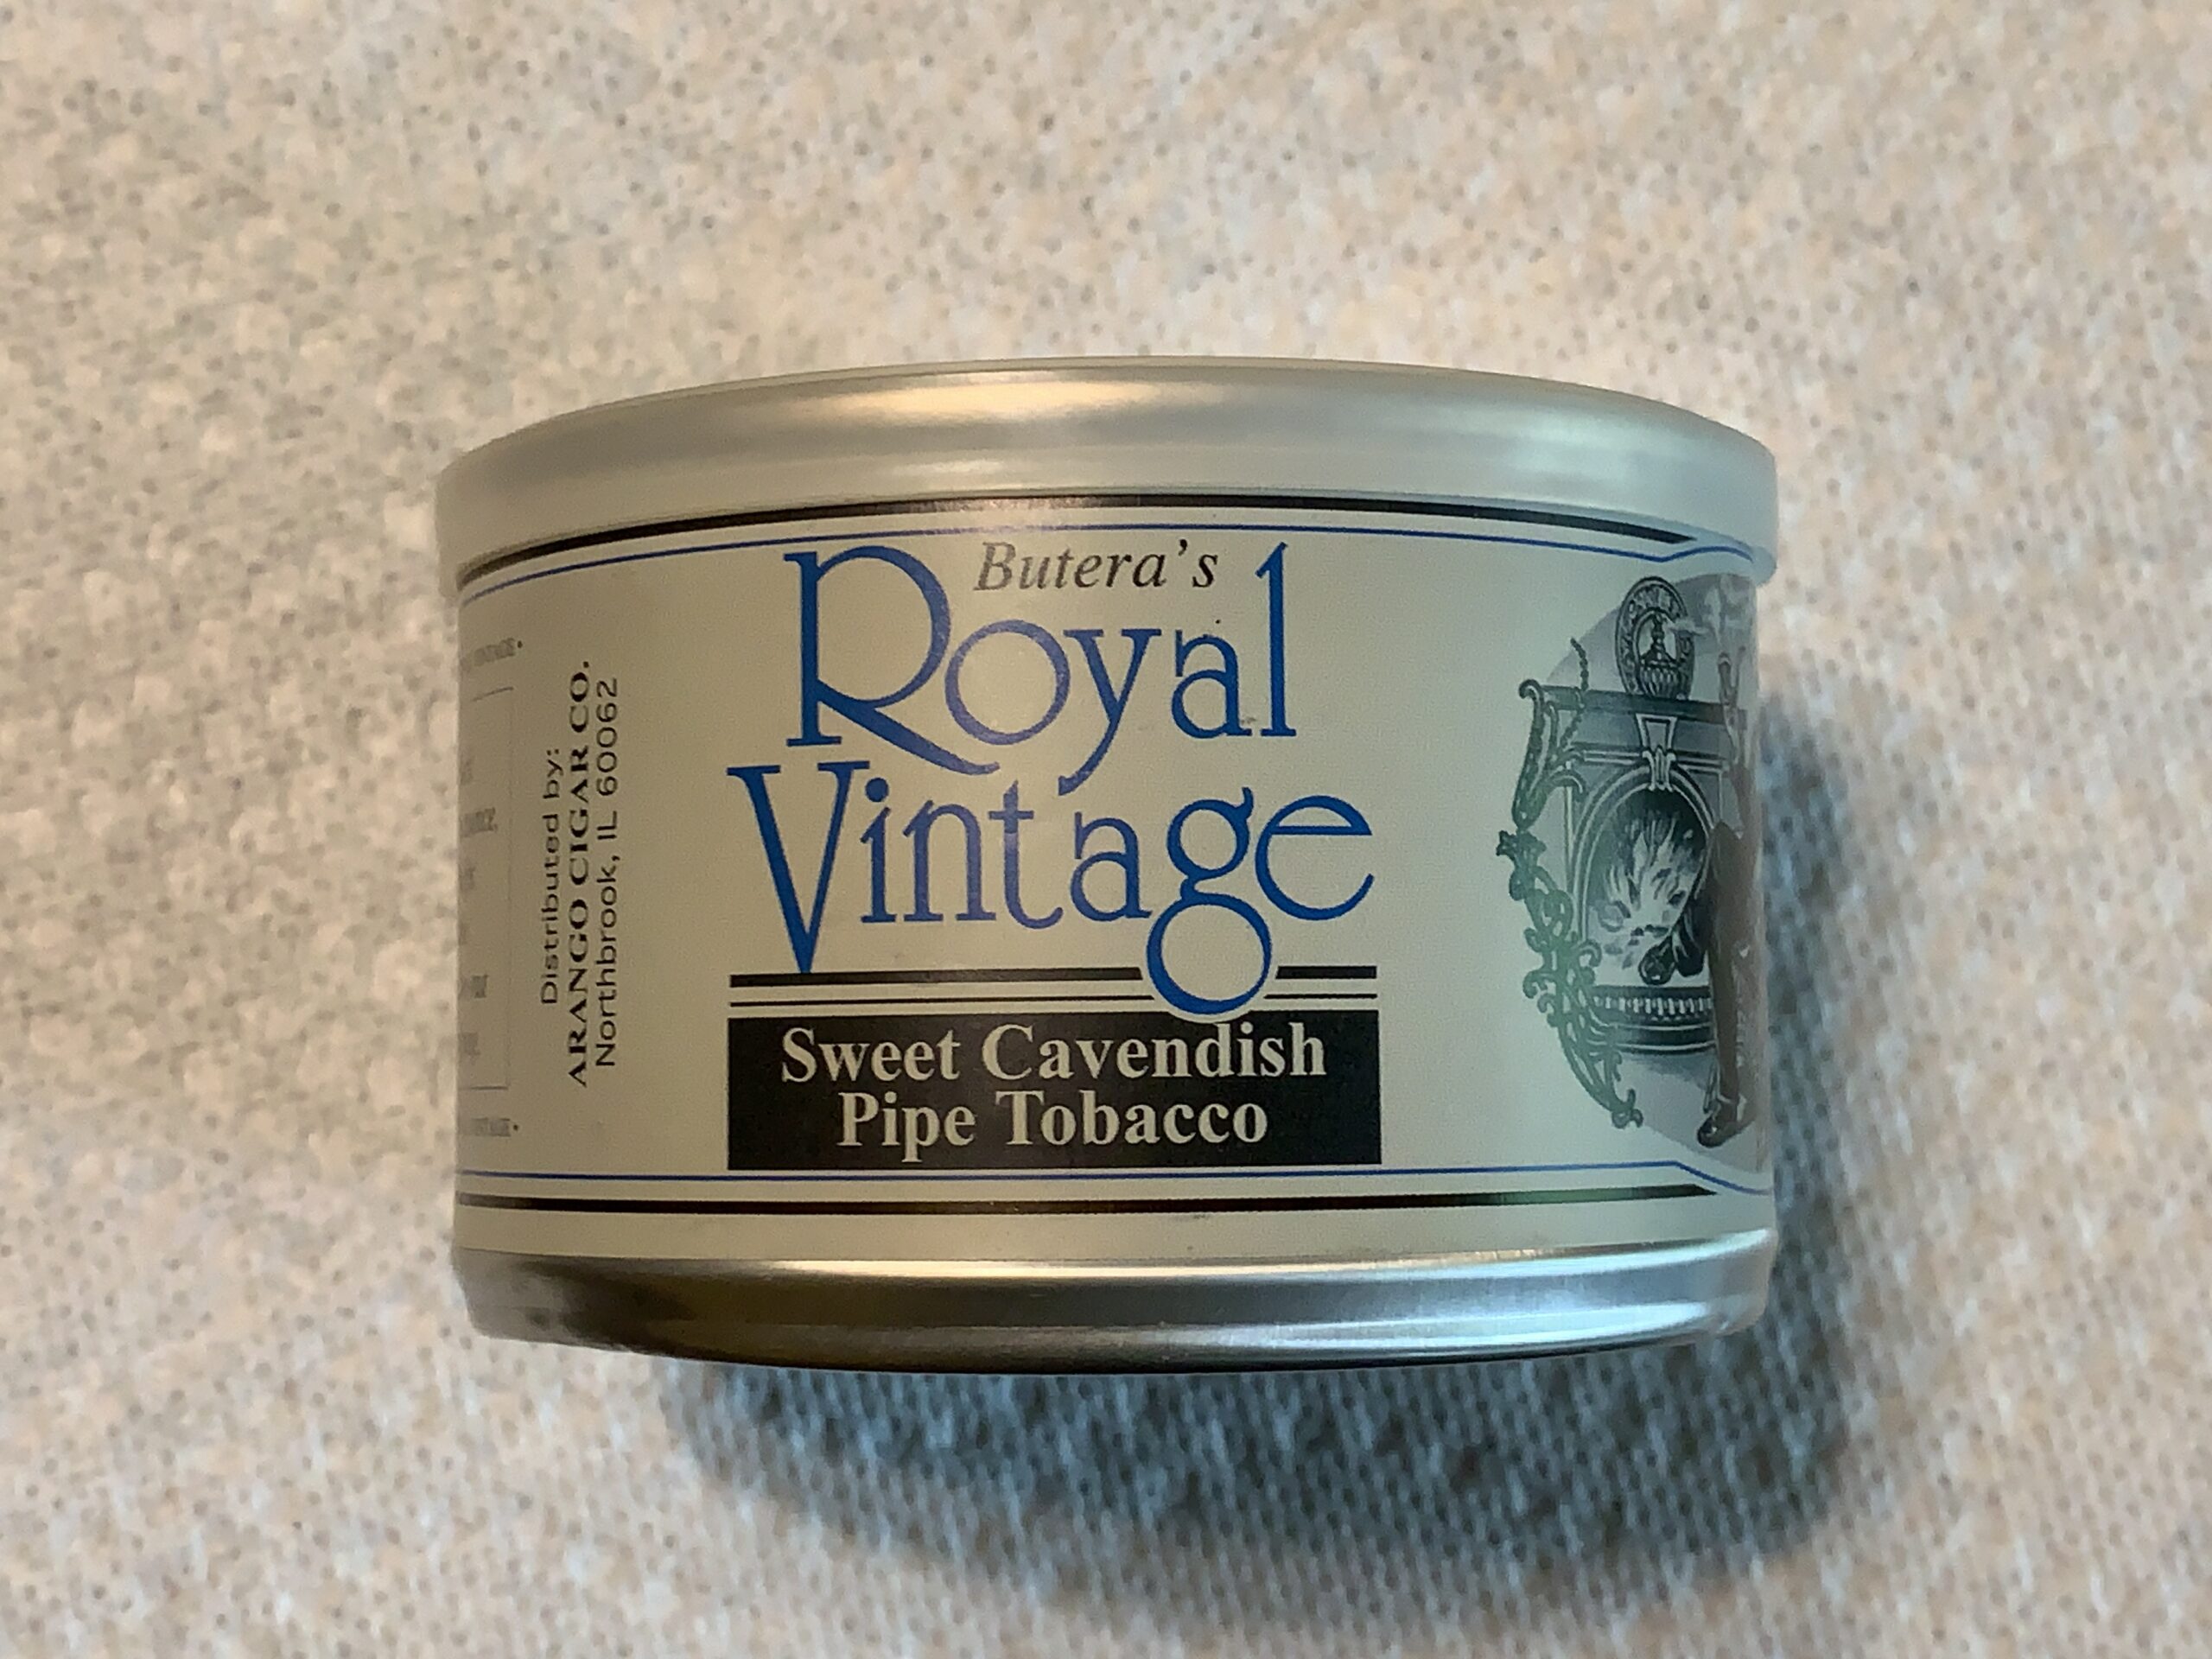 Butera's
Royal
Vintage
Sweet Cavendish
Pipe Tobacco
Distributed by:
ARANGO CIGAR CO.
Northbrook, IL 60062